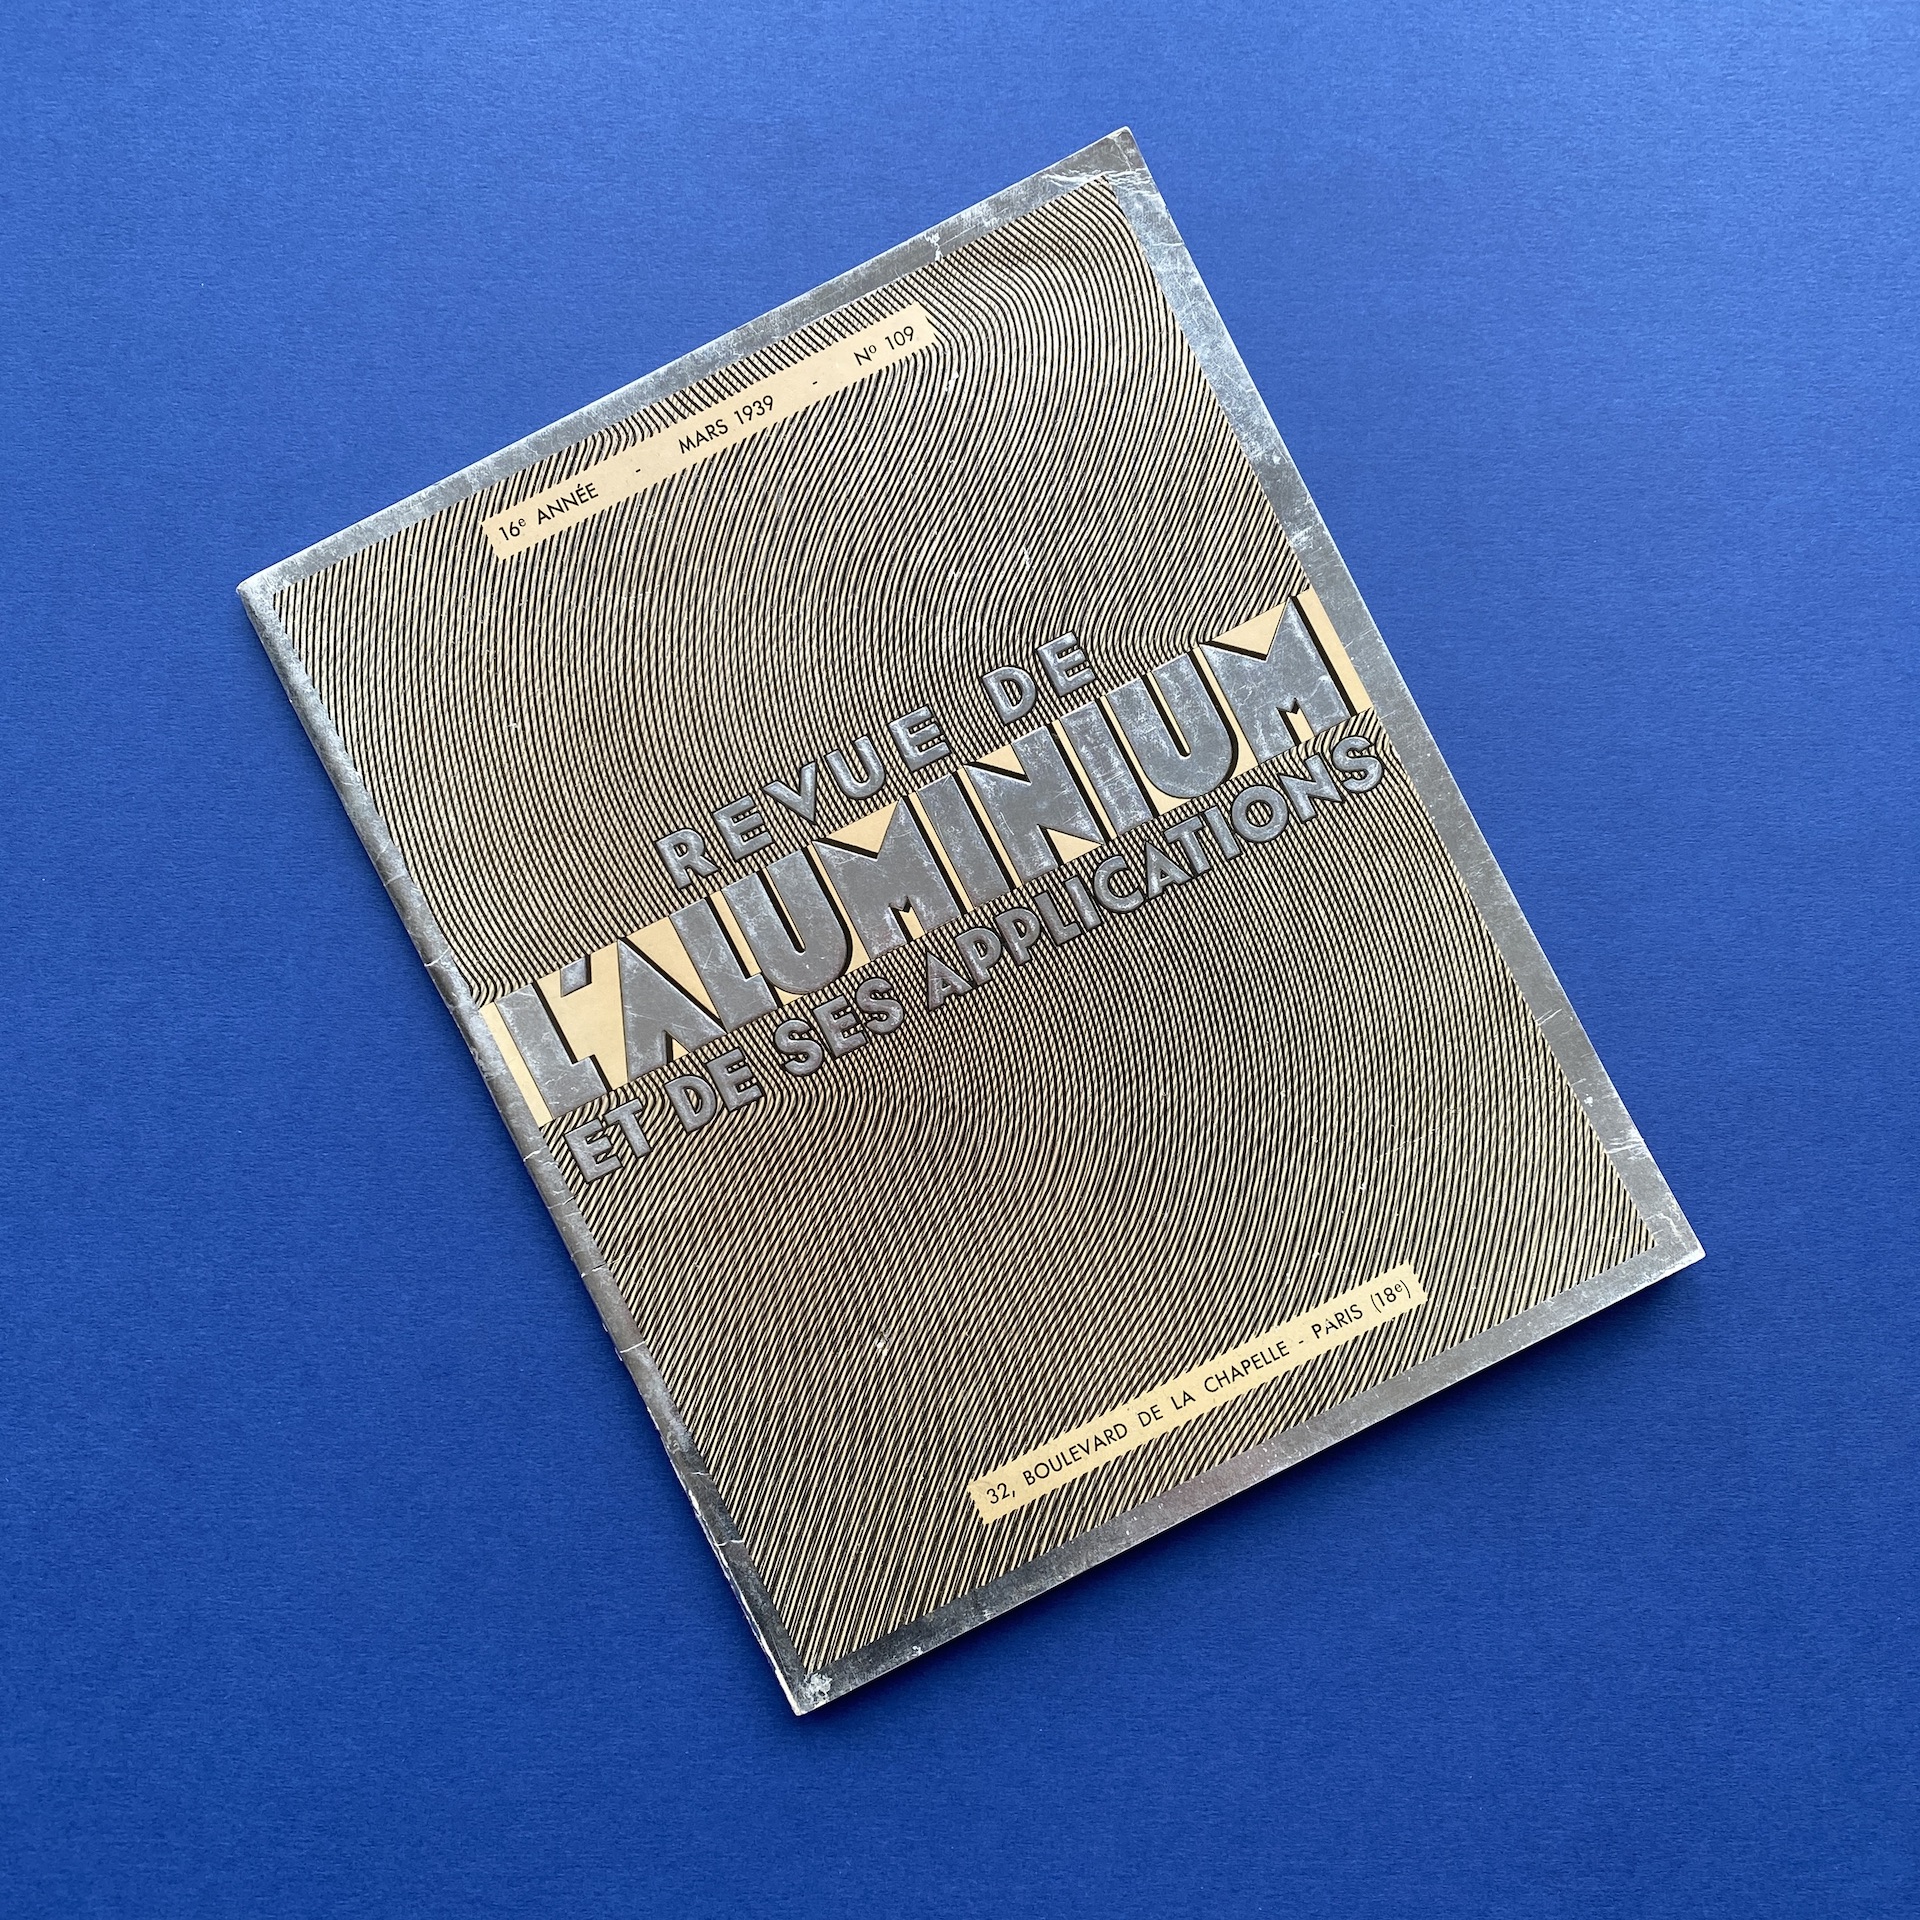 16e ANNÉE - MARS 1939 - No 109
REVUE DE
L'ALUMINIUM
ET DE SES APPLICATIONS
32, BOULEVARD DE LA CHAPELLE - PARIS (18e)